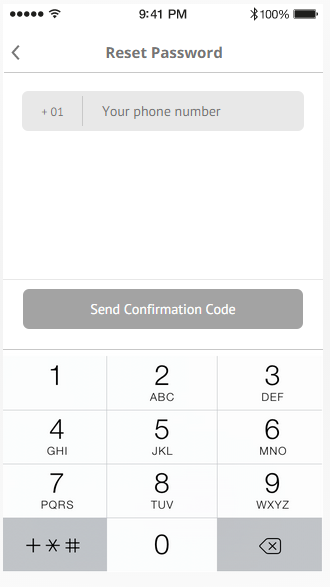 9:41 PM 100%
Reset Password
+ 01 Your phone number
Send Confirmation Code
1 2 3
ABC DEF
4 5 6
GHI JKL MNO
7 8 9
PQRS TUV WXYZ
+*# 0